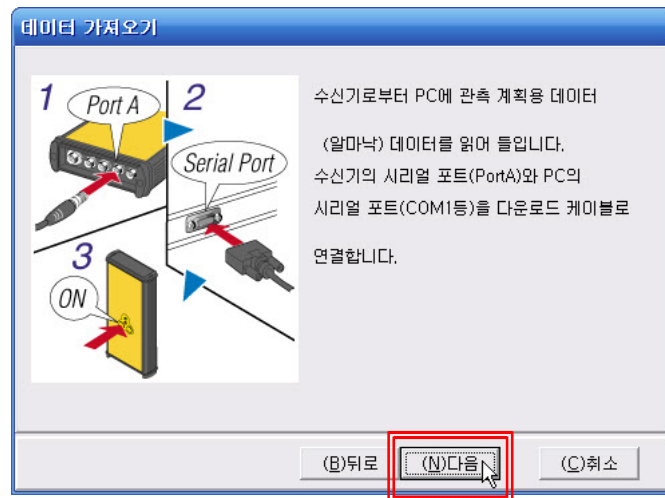 데이터 가져오기
1
Port A
2
Serial Port
3
ON
수신기로부터 PC에 관측 계획용 데이터
(알마낙) 데이터를 읽어 들입니다.
수신기의 시리얼 포트(PortA)와 PC의
시리얼 포트(COM1등)을 다운로드 케이블로
연결합니다.
(B)뒤로
(N)다음
(C)취소